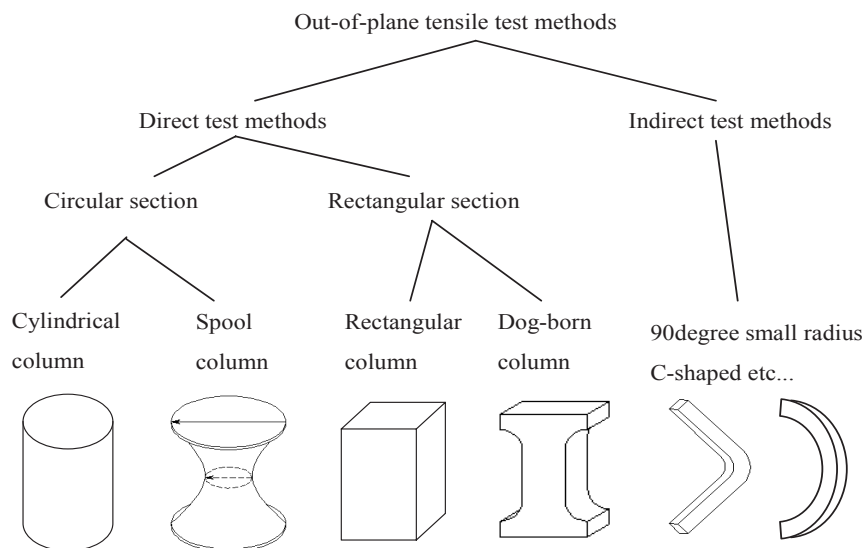 Out-of-plane tensile test methods
Direct test methods
Indirect test methods
Circular section
Rectangular section
Cylindrical
column
Spool
column
Rectangular
column
Dog-born
column
90degree small radius
C-shaped etc...